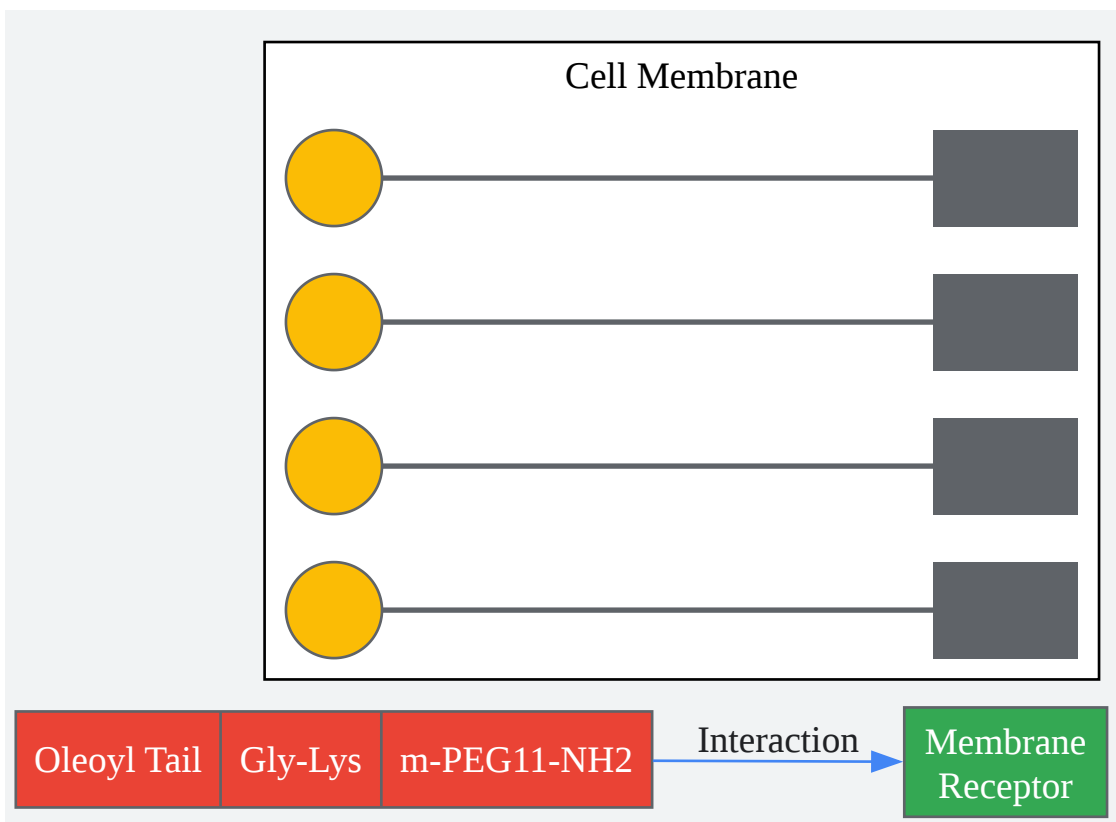 Cell Membrane
Oleoyl Tail
Gly-Lys
m-PEG11-NH2
Interaction
Membrane
Receptor